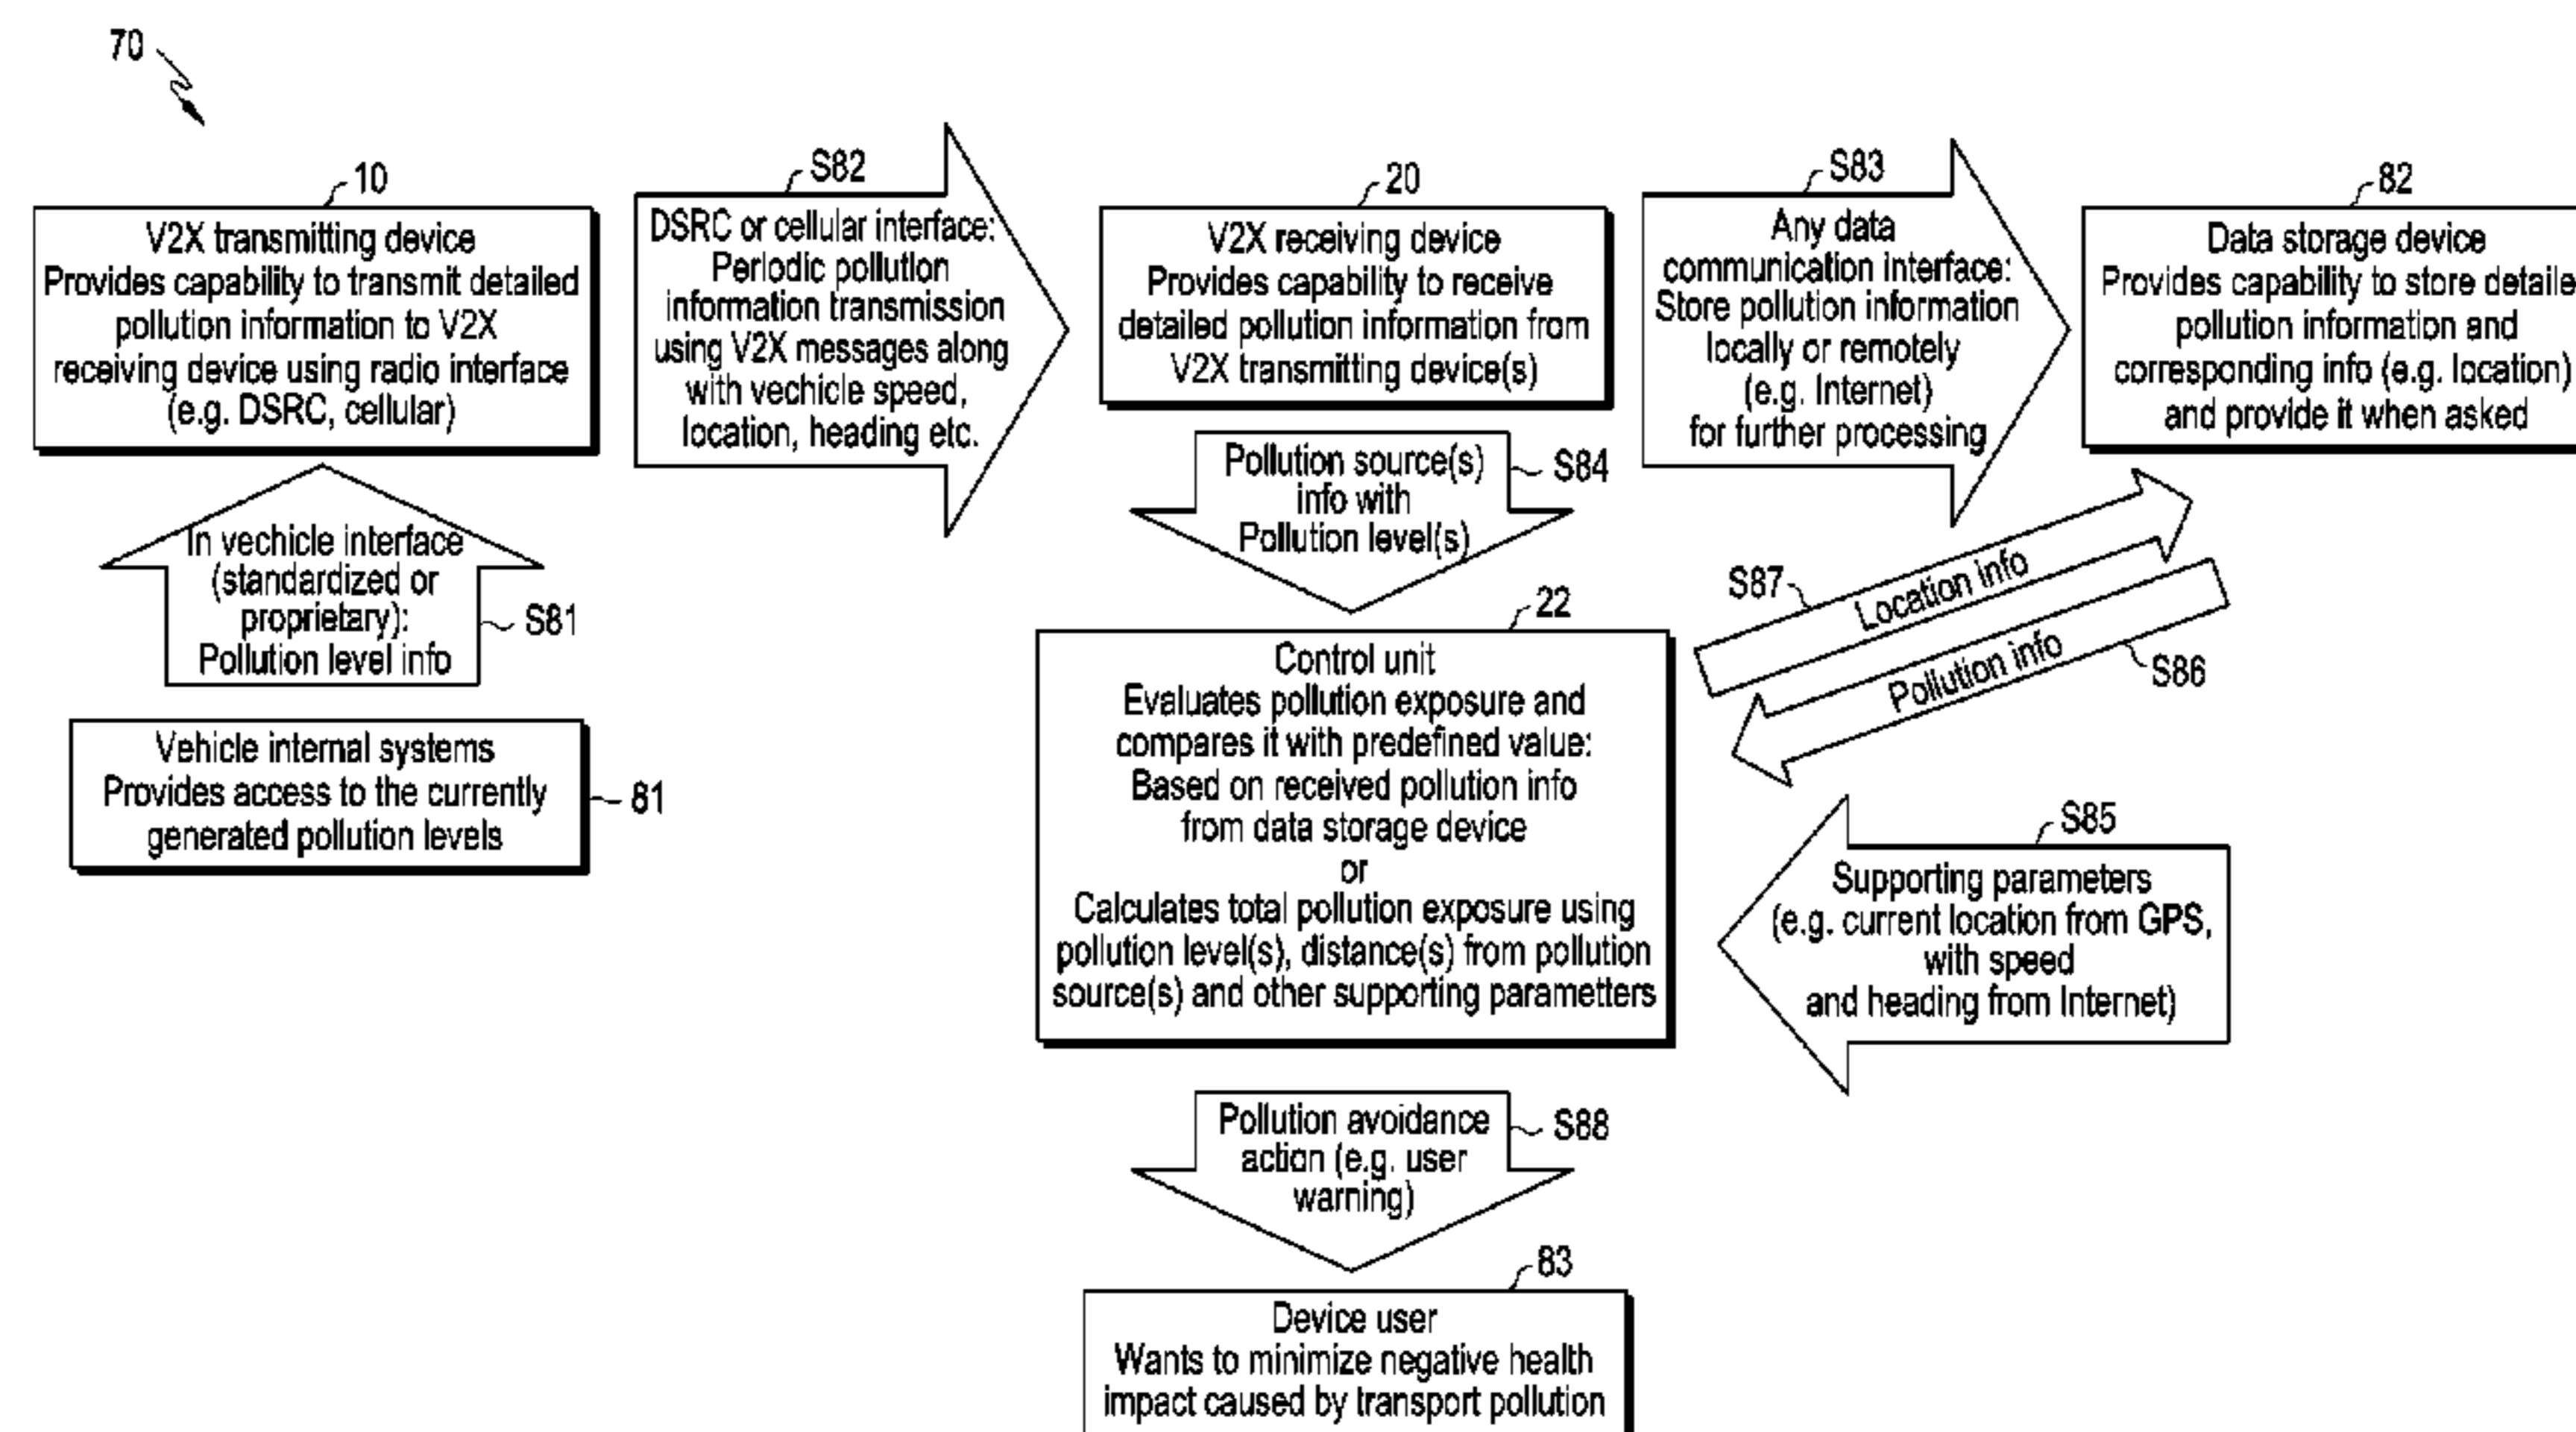 70
10
V2X transmitting device
Provides capability to transmit detailed
pollution information to V2X
receiving device using radio interface
(e.g. DSRC, cellular)
S82
DSRC or cellular interface:
Periodic pollution
information transmission
using V2X messages along
with vechicle speed,
location, heading etc.
20
V2X receiving device
Provides capability to receive
detailed pollution information from
V2X transmitting device(s)
S83
Any data
communication interface:
Store pollution information
locally or remotely
(e.g. Internet)
for further processing
82
Data storage device
Provides capability to store detaile
pollution information and
corresponding info (e.g. location)
and provide it when asked
In vechicle interface
(standardized or
proprietary):
Pollution level info
S81
Vehicle internal systems
Provides access to the currently
generated pollution levels
81
Pollution source(s)
info with
Pollution level(s)
S84
22
Control unit
Evaluates pollution exposure and
compares it with predefined value:
Based on received pollution info
from data storage device
or
Calculates total pollution exposure using
pollution level(s), distance(s) from pollution
source(s) and other supporting parametters
S87
Location info
Pollution info
S86
S85
Supporting parameters
(e.g. current location from GPS,
with speed
and heading from Internet)
Pollution avoidance
action (e.g. user
warning)
S88
83
Device user
Wants to minimize negative health
impact caused by transport pollution